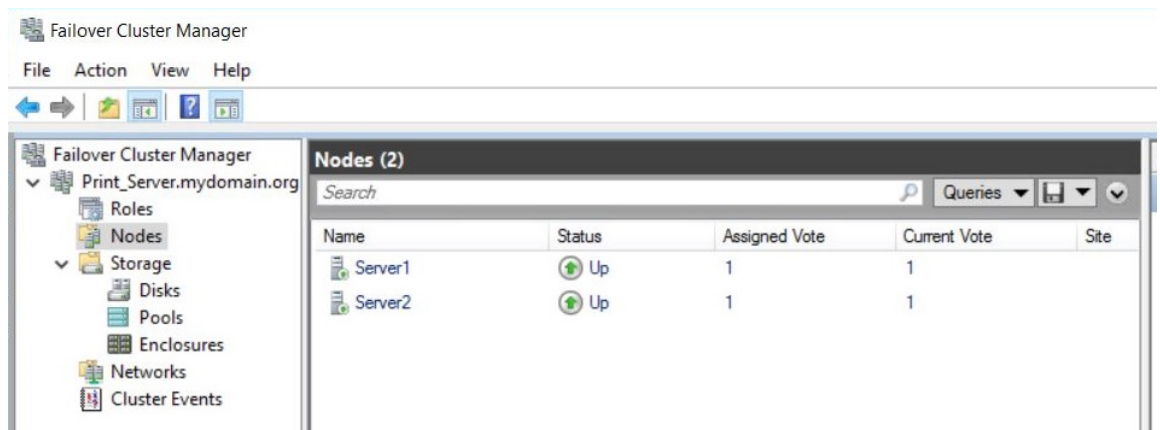 Failover Cluster Manager
File Action View Help
Failover Cluster Manager
Print_Server.mydomain.org
Roles
Nodes
Storage
Disks
Pools
Enclosures
Networks
Cluster Events
Nodes (2)
Search Queries
Name Status Assigned Vote Current Vote Site
Server1 Up 1 1
Server2 Up 1 1